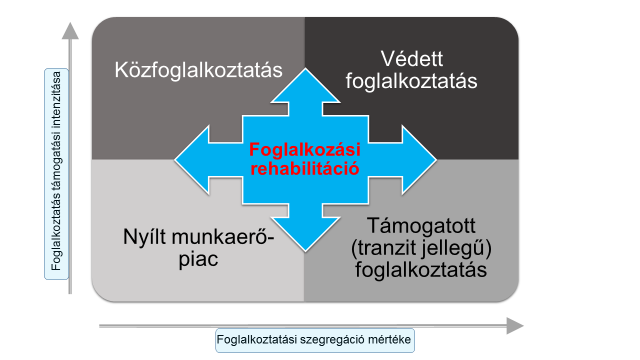 Közfoglalkoztatás
Védett
foglalkoztatás
Foglalkozási
rehabilitáció
Nyílt munkaerő-
piac
Támogatott
(tranzit jellegű)
foglalkoztatás
Foglalkoztatás támogatási intenzitása
Foglalkoztatási szegregáció mértéke